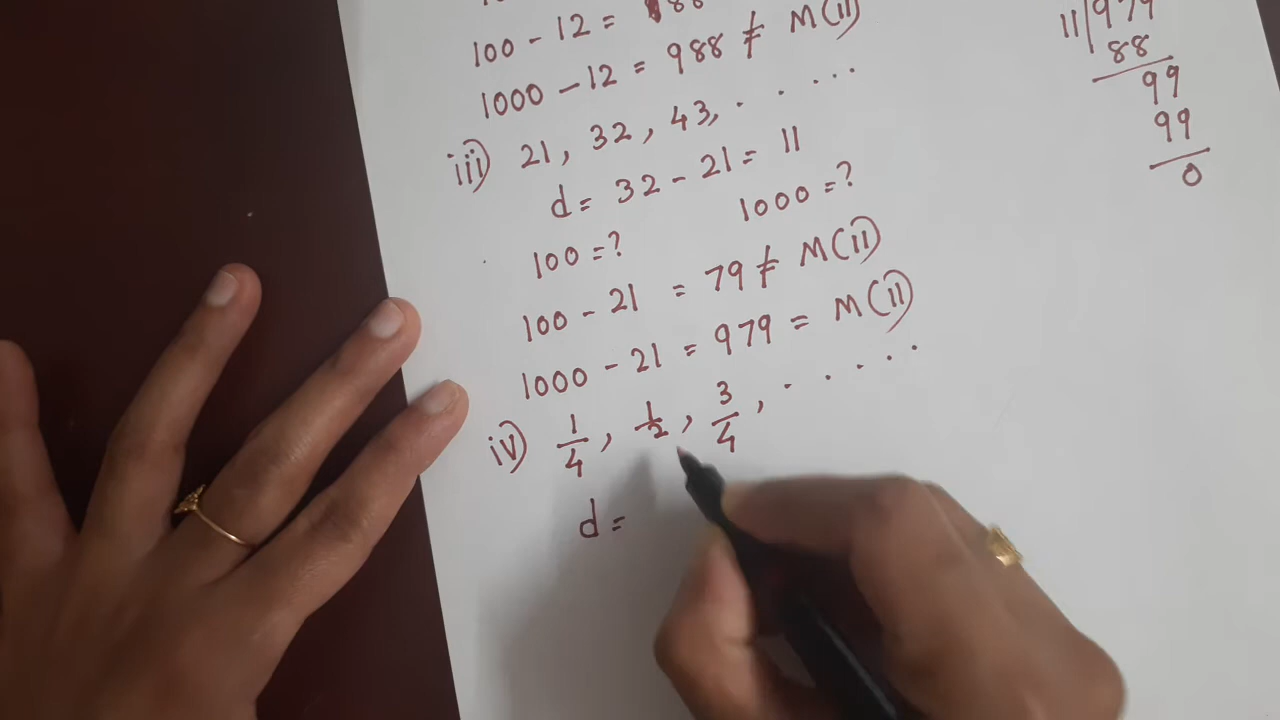 100 - 12 = 88
1000 - 12 = 988 ≠ M(11)
iii) 21, 32, 43, . . . . .
d = 32 - 21 = 11
100 = ? 1000 = ?
100 - 21 = 79 ≠ M(11)
1000 - 21 = 979 = M(11)
iv) 1/4, 1/2, 3/4, . . . . .
d =
11 979
88
99
99
0